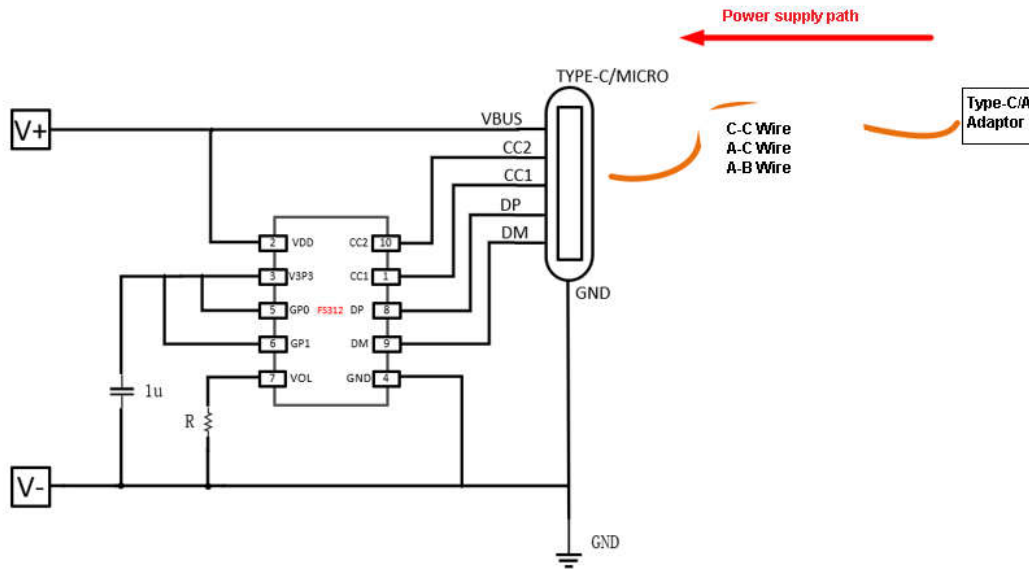 Power supply path
TYPE-C/MICRO
Type-C/A
Adaptor
V+
VBUS
CC2
CC1
DP
DM
C-C Wire
A-C Wire
A-B Wire
2 VDD CC2 10
3 V3P3 CC1 1
5 GP0 FS312 DP 8
6 GP1 DM 9
7 VOL GND 4
GND
1u
R
V-
GND